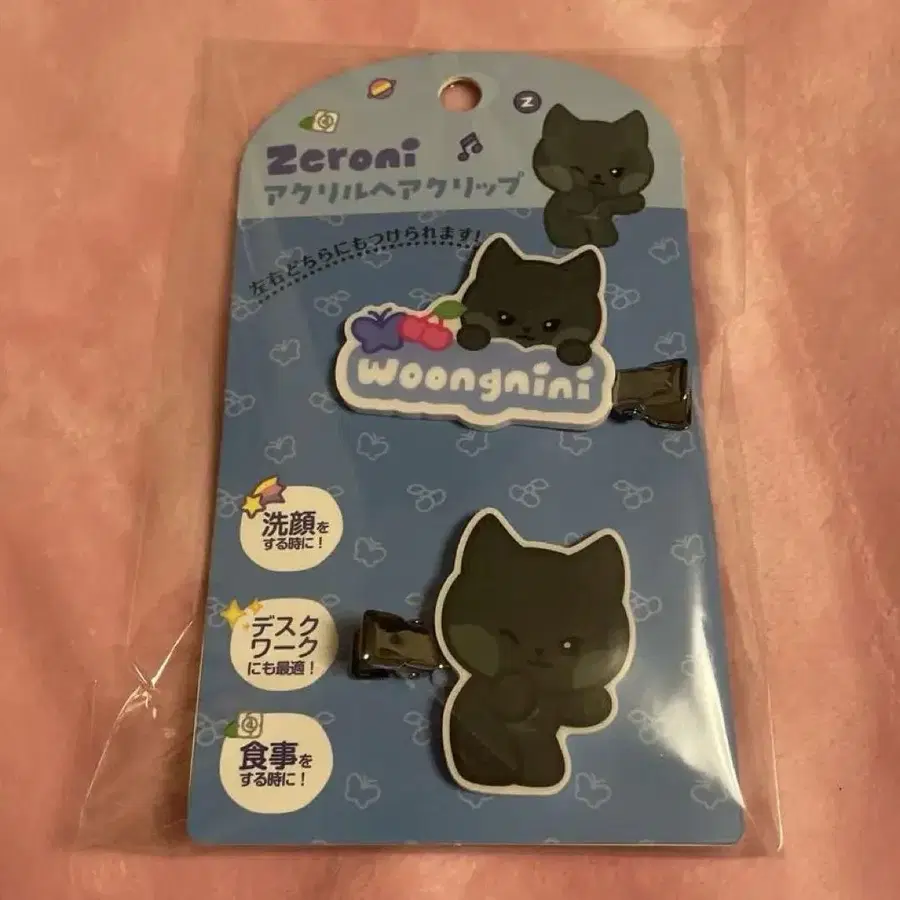 Z
Zeroni
アクリルヘアクリップ
左右どちらにもつけられます!
woongnini
洗顔を
する時に!
デスク
ワーク
にも最適!
食事を
する時に!